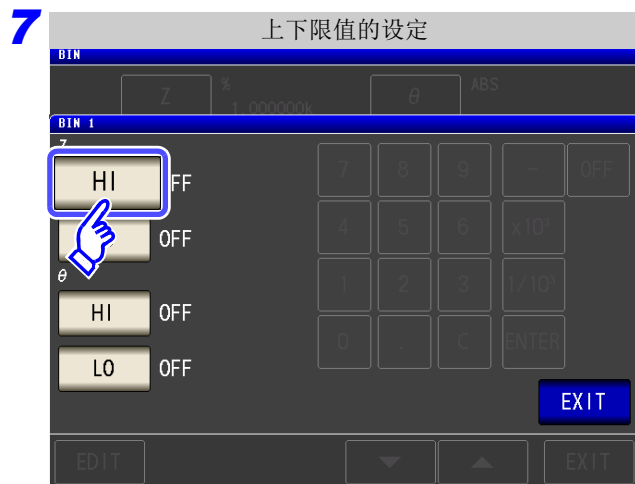 7 上下限值的设定
BIN
Z % 1.000000k θ ABS
BIN 1
Z
HI FF 7 8 9 - OFF
OFF 4 5 6 x10³
θ
HI OFF 1 2 3 1/10³
LO OFF 0 . C ENTER
EXIT
EDIT EXIT